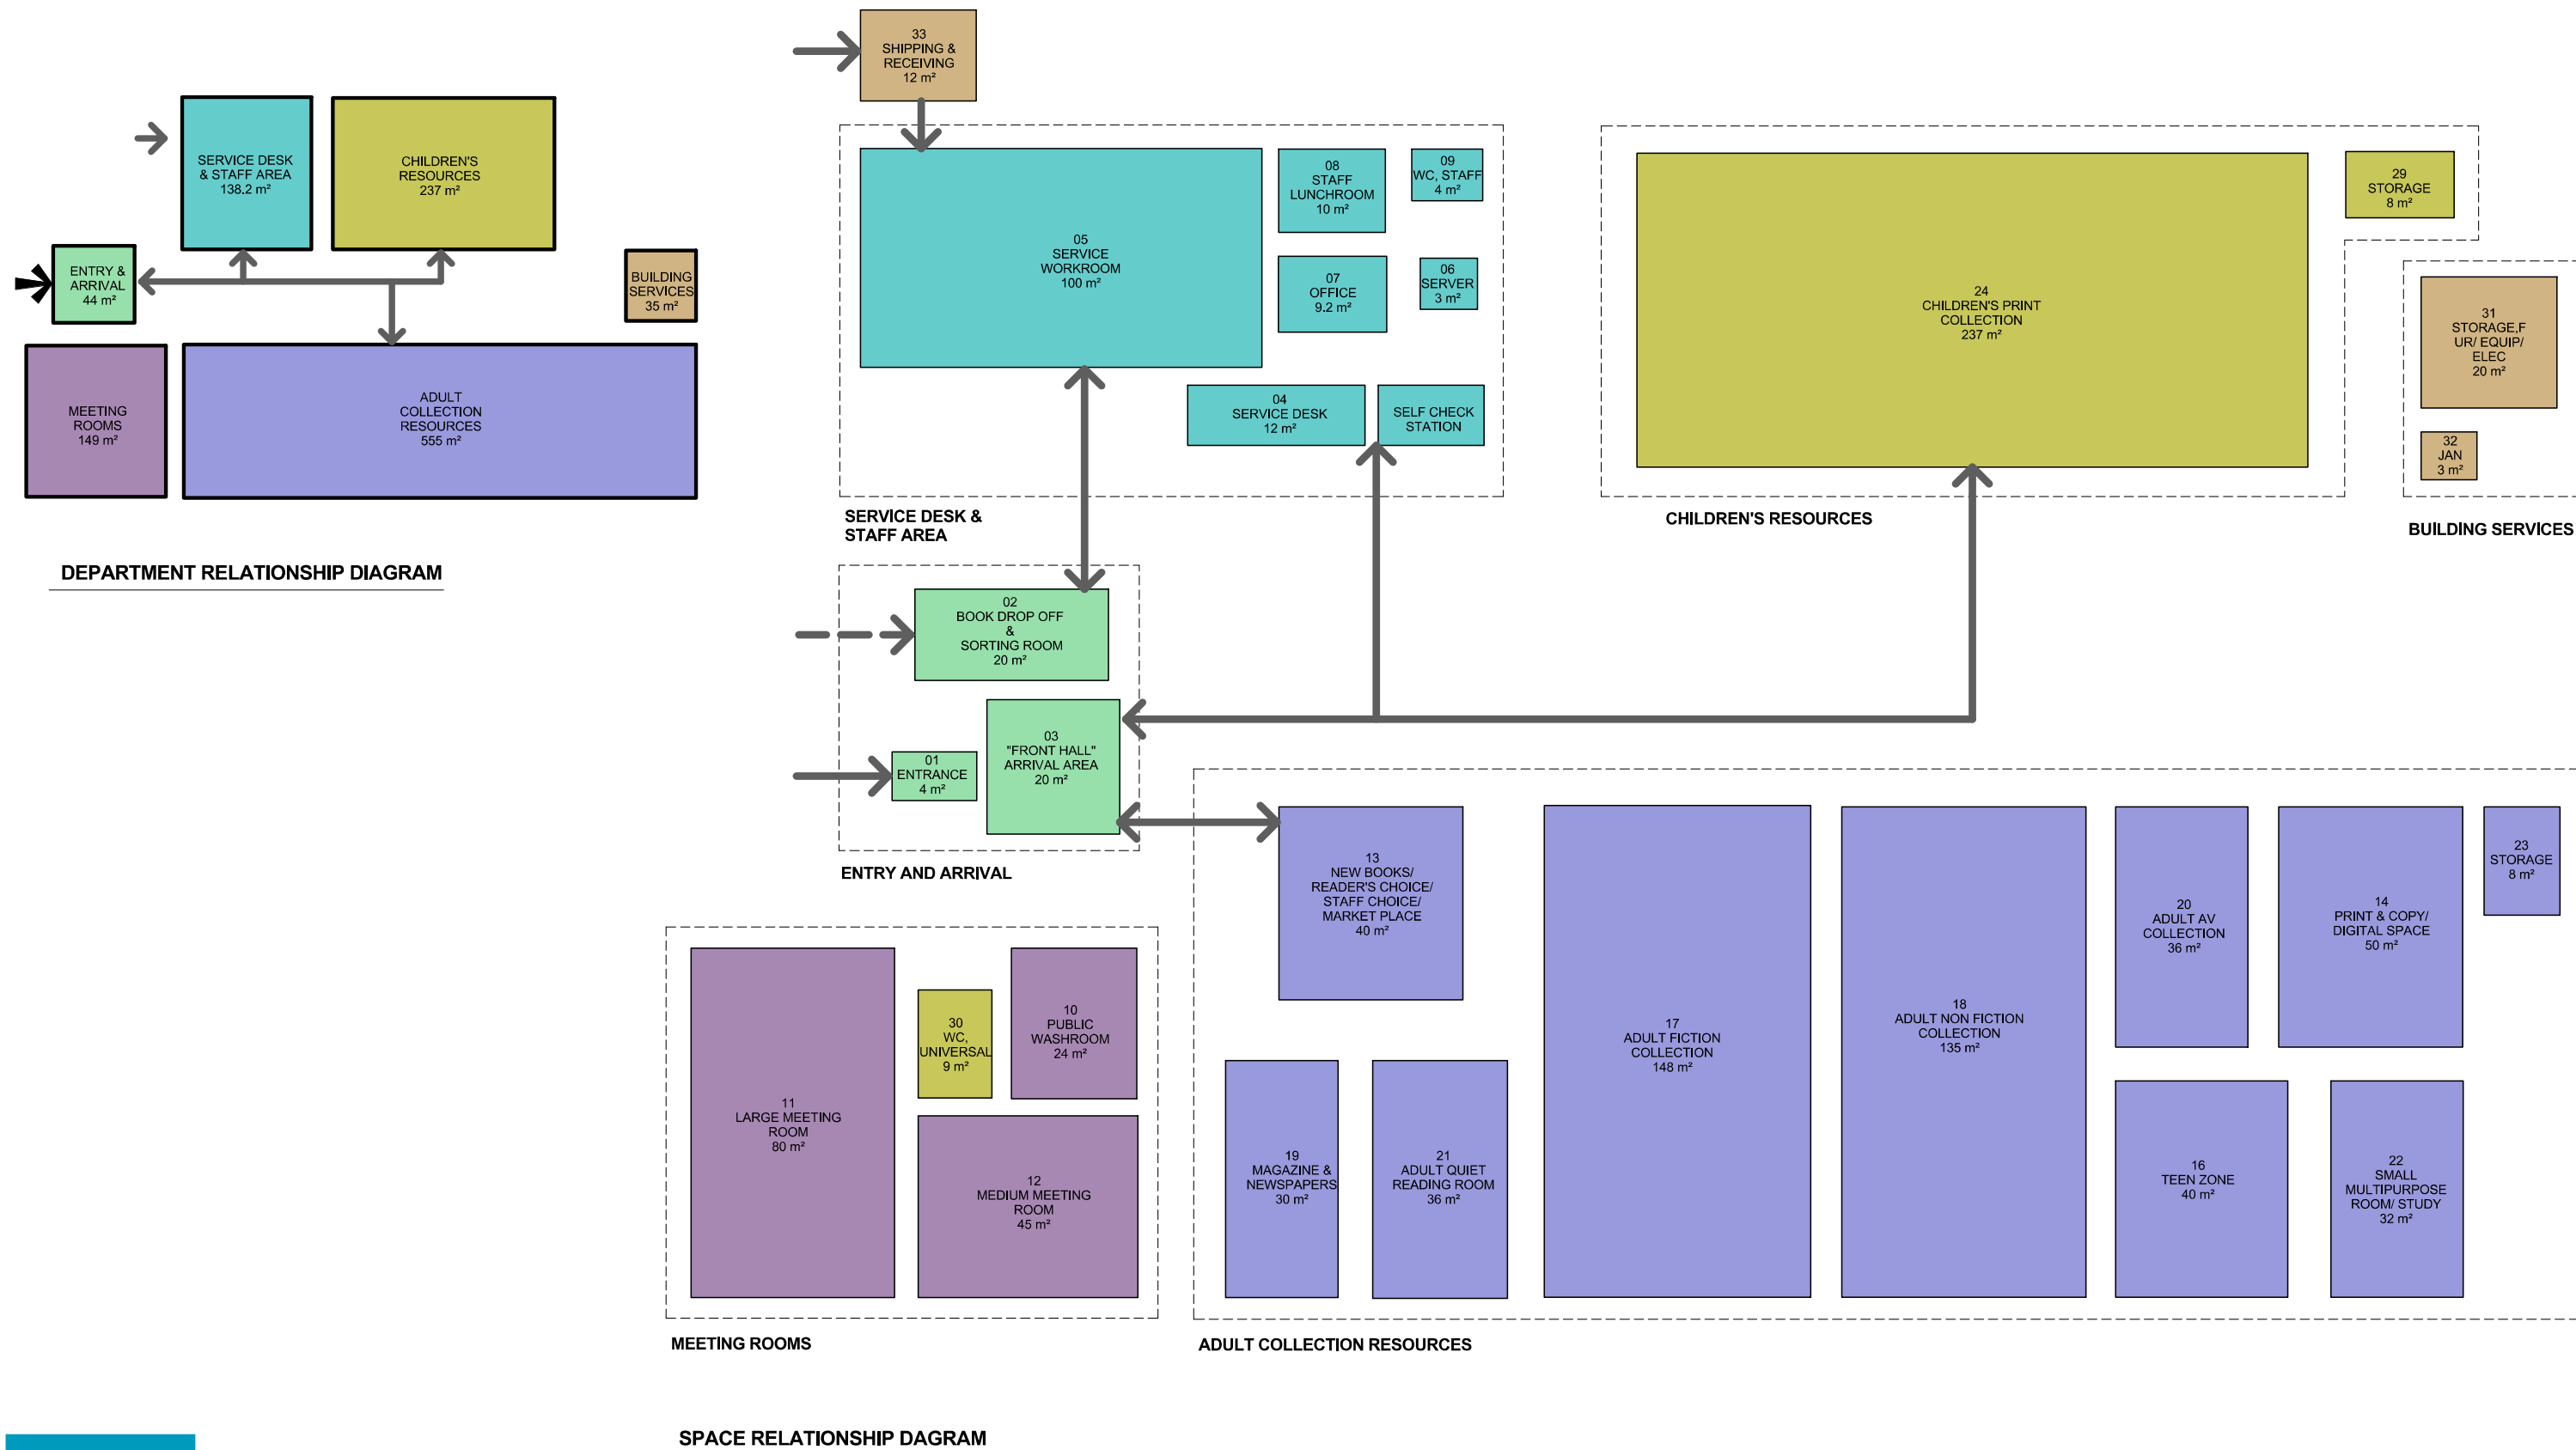 SERVICE DESK
& STAFF AREA
138.2 m²
CHILDREN'S
RESOURCES
237 m²
ENTRY &
ARRIVAL
44 m²
BUILDING
SERVICES
35 m²
MEETING
ROOMS
149 m²
ADULT
COLLECTION
RESOURCES
555 m²
DEPARTMENT RELATIONSHIP DIAGRAM
33
SHIPPING &
RECEIVING
12 m²
05
SERVICE
WORKROOM
100 m²
08
STAFF
LUNCHROOM
10 m²
09
WC, STAFF
4 m²
07
OFFICE
9.2 m²
06
SERVER
3 m²
04
SERVICE DESK
12 m²
SELF CHECK
STATION
SERVICE DESK &
STAFF AREA
24
CHILDREN'S PRINT
COLLECTION
237 m²
29
STORAGE
8 m²
CHILDREN'S RESOURCES
31
STORAGE,F
UR/ EQUIP/
ELEC
20 m²
32
JAN
3 m²
BUILDING SERVICES
02
BOOK DROP OFF
&
SORTING ROOM
20 m²
03
"FRONT HALL"
ARRIVAL AREA
20 m²
01
ENTRANCE
4 m²
ENTRY AND ARRIVAL
11
LARGE MEETING
ROOM
80 m²
30
WC,
UNIVERSAL
9 m²
10
PUBLIC
WASHROOM
24 m²
12
MEDIUM MEETING
ROOM
45 m²
MEETING ROOMS
13
NEW BOOKS/
READER'S CHOICE/
STAFF CHOICE/
MARKET PLACE
40 m²
19
MAGAZINE &
NEWSPAPERS
30 m²
21
ADULT QUIET
READING ROOM
36 m²
17
ADULT FICTION
COLLECTION
148 m²
18
ADULT NON FICTION
COLLECTION
135 m²
20
ADULT AV
COLLECTION
36 m²
14
PRINT & COPY/
DIGITAL SPACE
50 m²
23
STORAGE
8 m²
16
TEEN ZONE
40 m²
22
SMALL
MULTIPURPOSE
ROOM/ STUDY
32 m²
ADULT COLLECTION RESOURCES
SPACE RELATIONSHIP DAGRAM